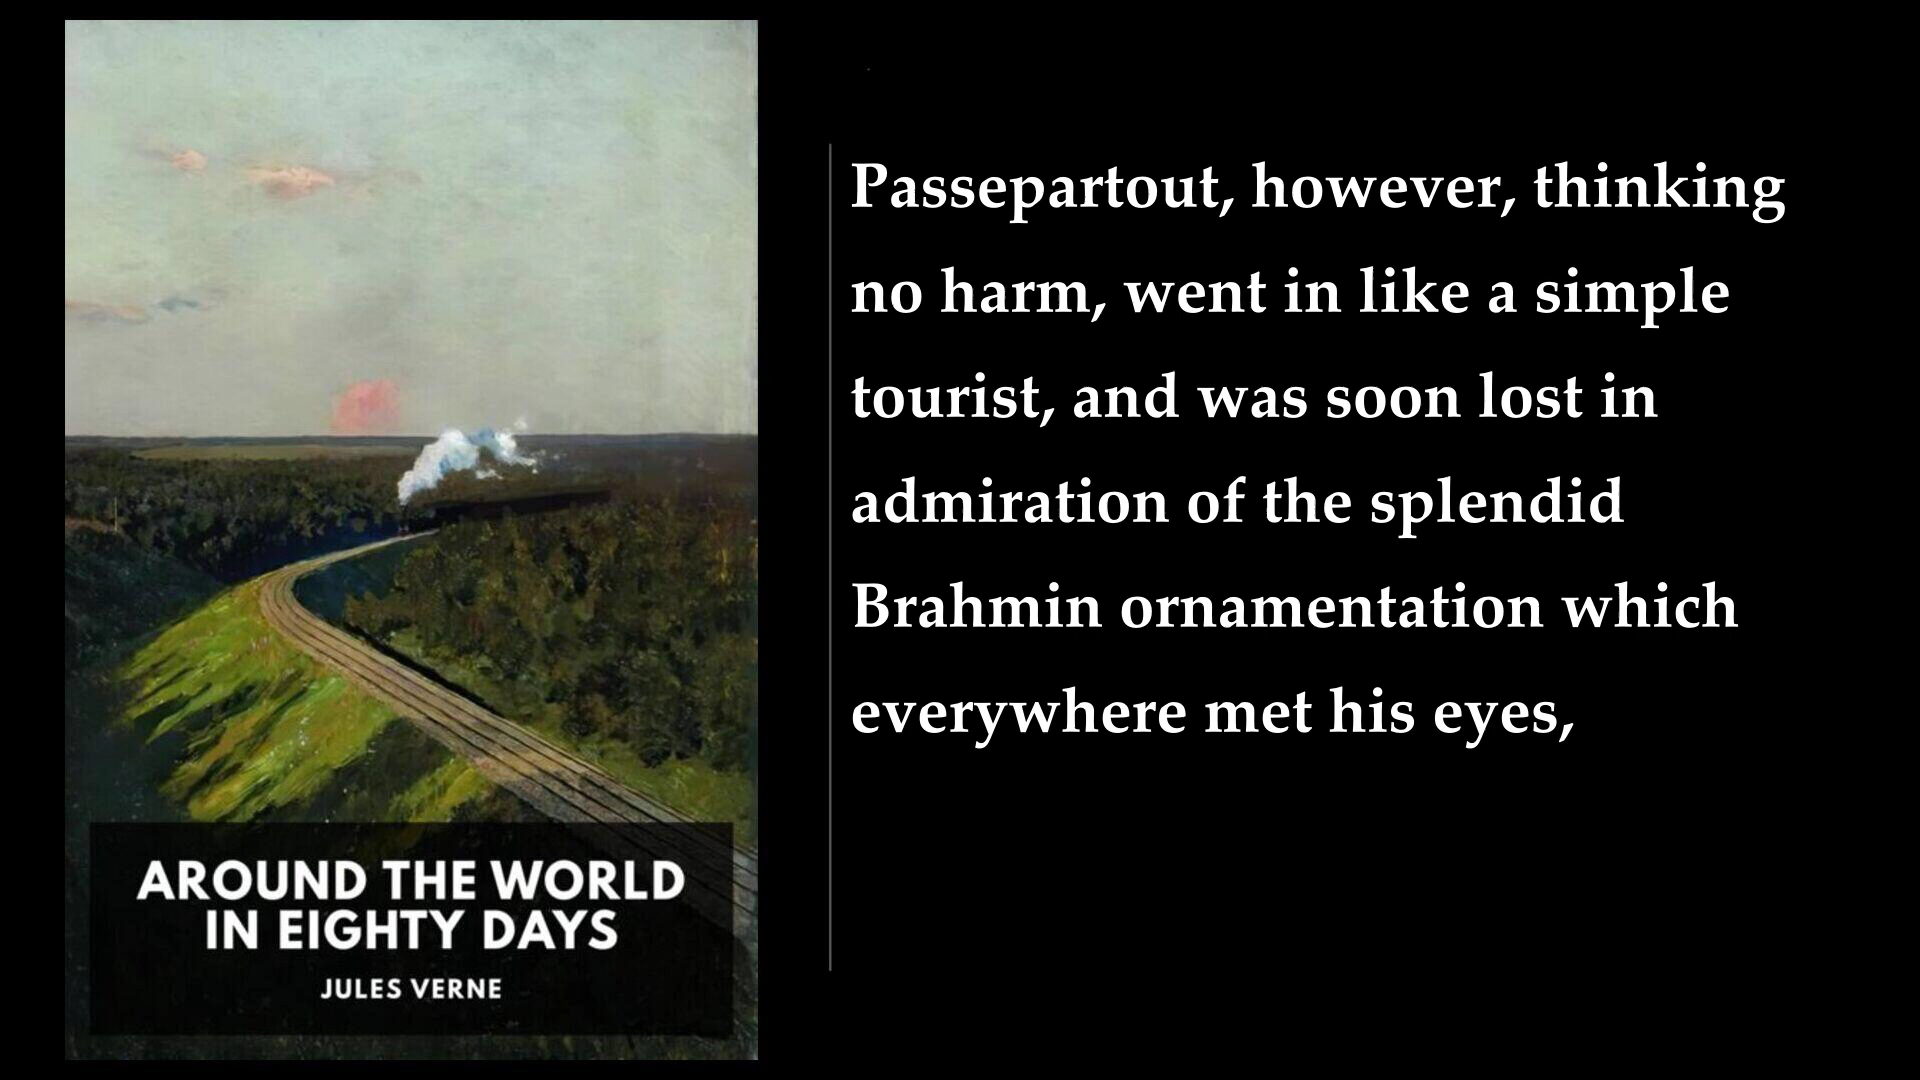 Passepartout, however, thinking
no harm, went in like a simple
tourist, and was soon lost in
admiration of the splendid
Brahmin ornamentation which
everywhere met his eyes,
AROUND THE WORLD
IN EIGHTY DAYS
JULES VERNE